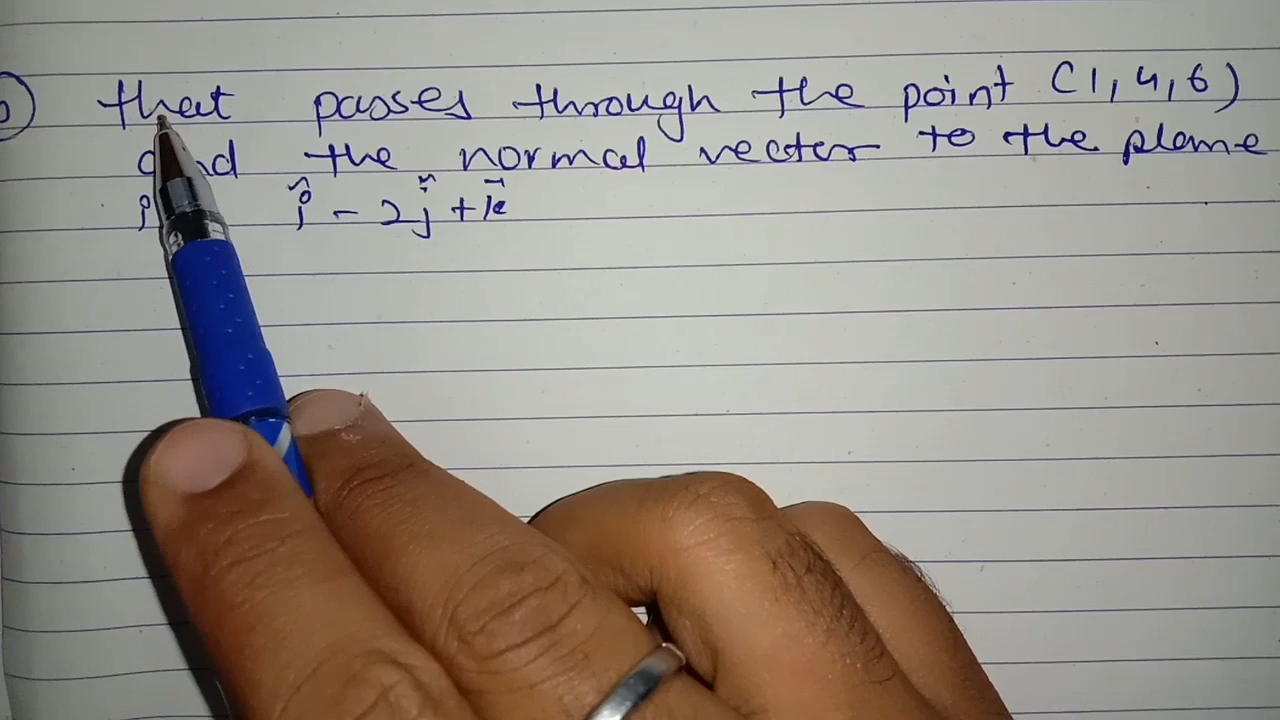 that passes through the point (1,4,6)
and the normal vector to the plane
î - 2ĵ + k̂